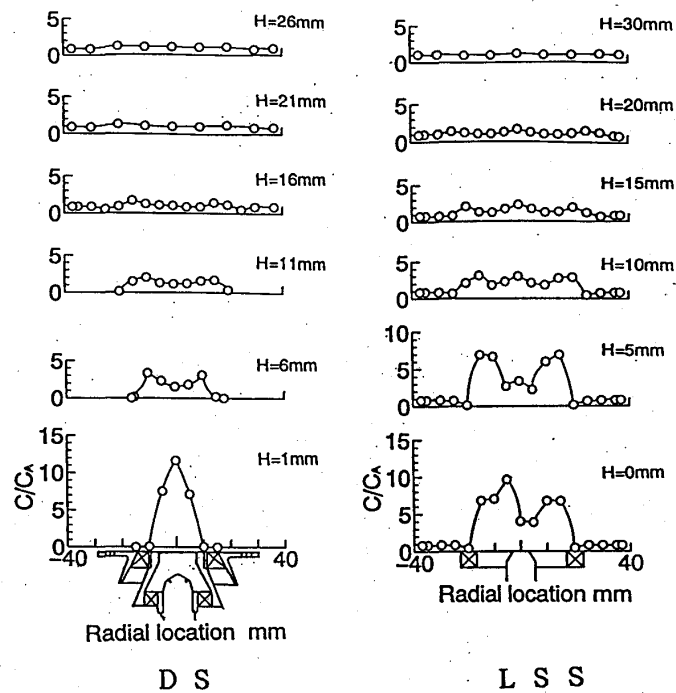 5
0
H=26mm
5
0
H=21mm
5
0
H=16mm
5
0
H=11mm
5
0
H=6mm
15
10
5
0
C/CA
H=1mm
-40
40
Radial location mm
D S
5
0
H=30mm
5
0
H=20mm
5
0
H=15mm
5
0
H=10mm
10
5
0
H=5mm
15
10
5
0
C/CA
H=0mm
-40
40
Radial location mm
L S S